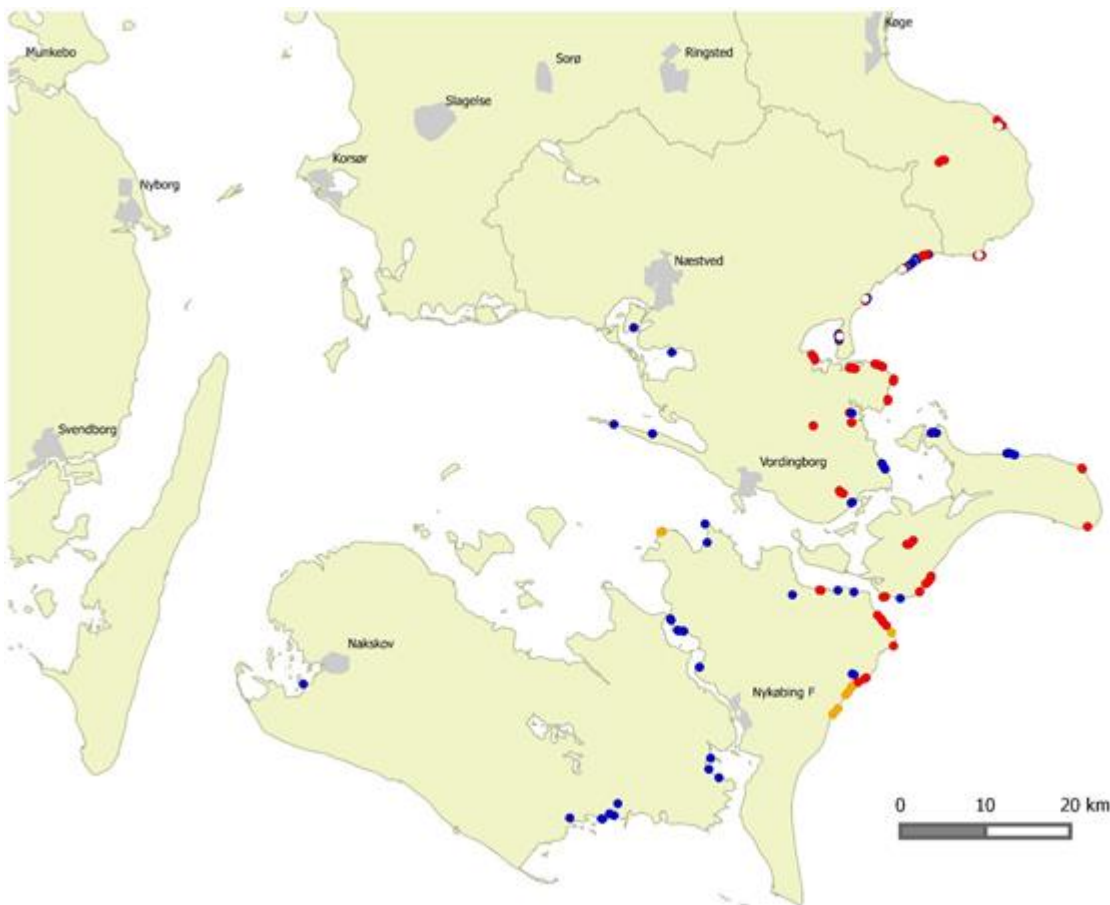 Køge
Munkebo
Sorø
Ringsted
Slagelse
Korsør
Nyborg
Næstved
Svendborg
Vordingborg
Nakskov
Nykøbing F
0 10 20 km